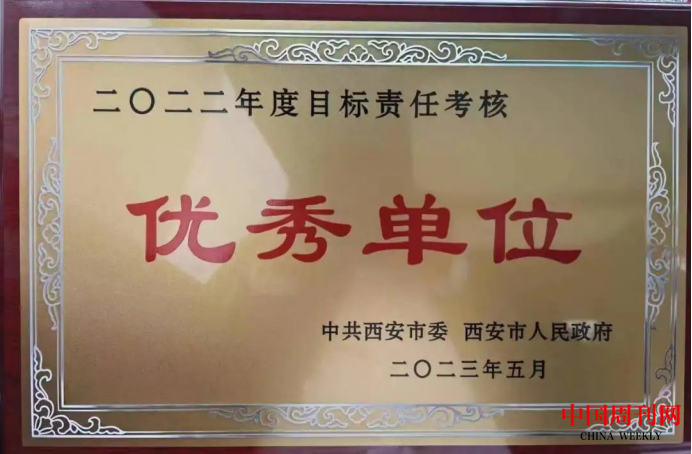 二〇二二年度目标责任考核
优秀单位
中共西安市委 西安市人民政府
二〇二三年五月
中国周刊网
CHINA WEEKLY